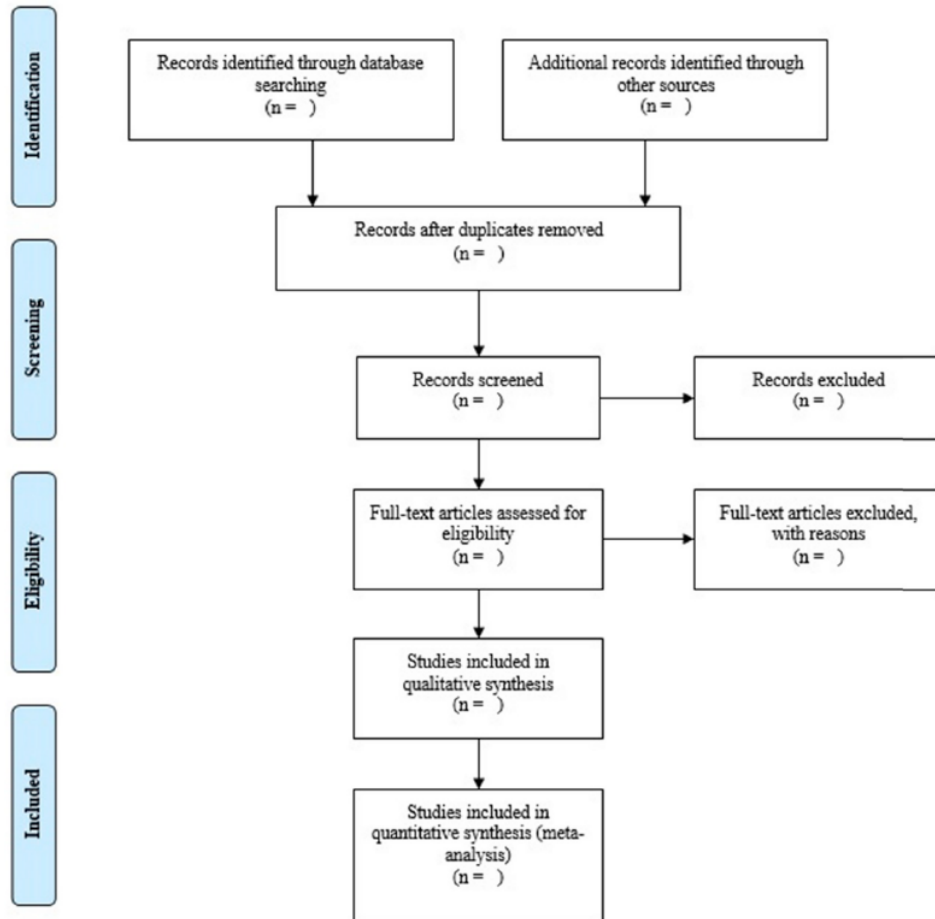 Identification
Records identified through database
searching
(n =   )
Additional records identified through
other sources
(n =   )
Records after duplicates removed
(n =   )
Screening
Records screened
(n =   )
Records excluded
(n =   )
Eligibility
Full-text articles assessed for
eligibility
(n =   )
Full-text articles excluded,
with reasons
(n =   )
Studies included in
qualitative synthesis
(n =   )
Included
Studies included in
quantitative synthesis (meta-
analysis)
(n =   )